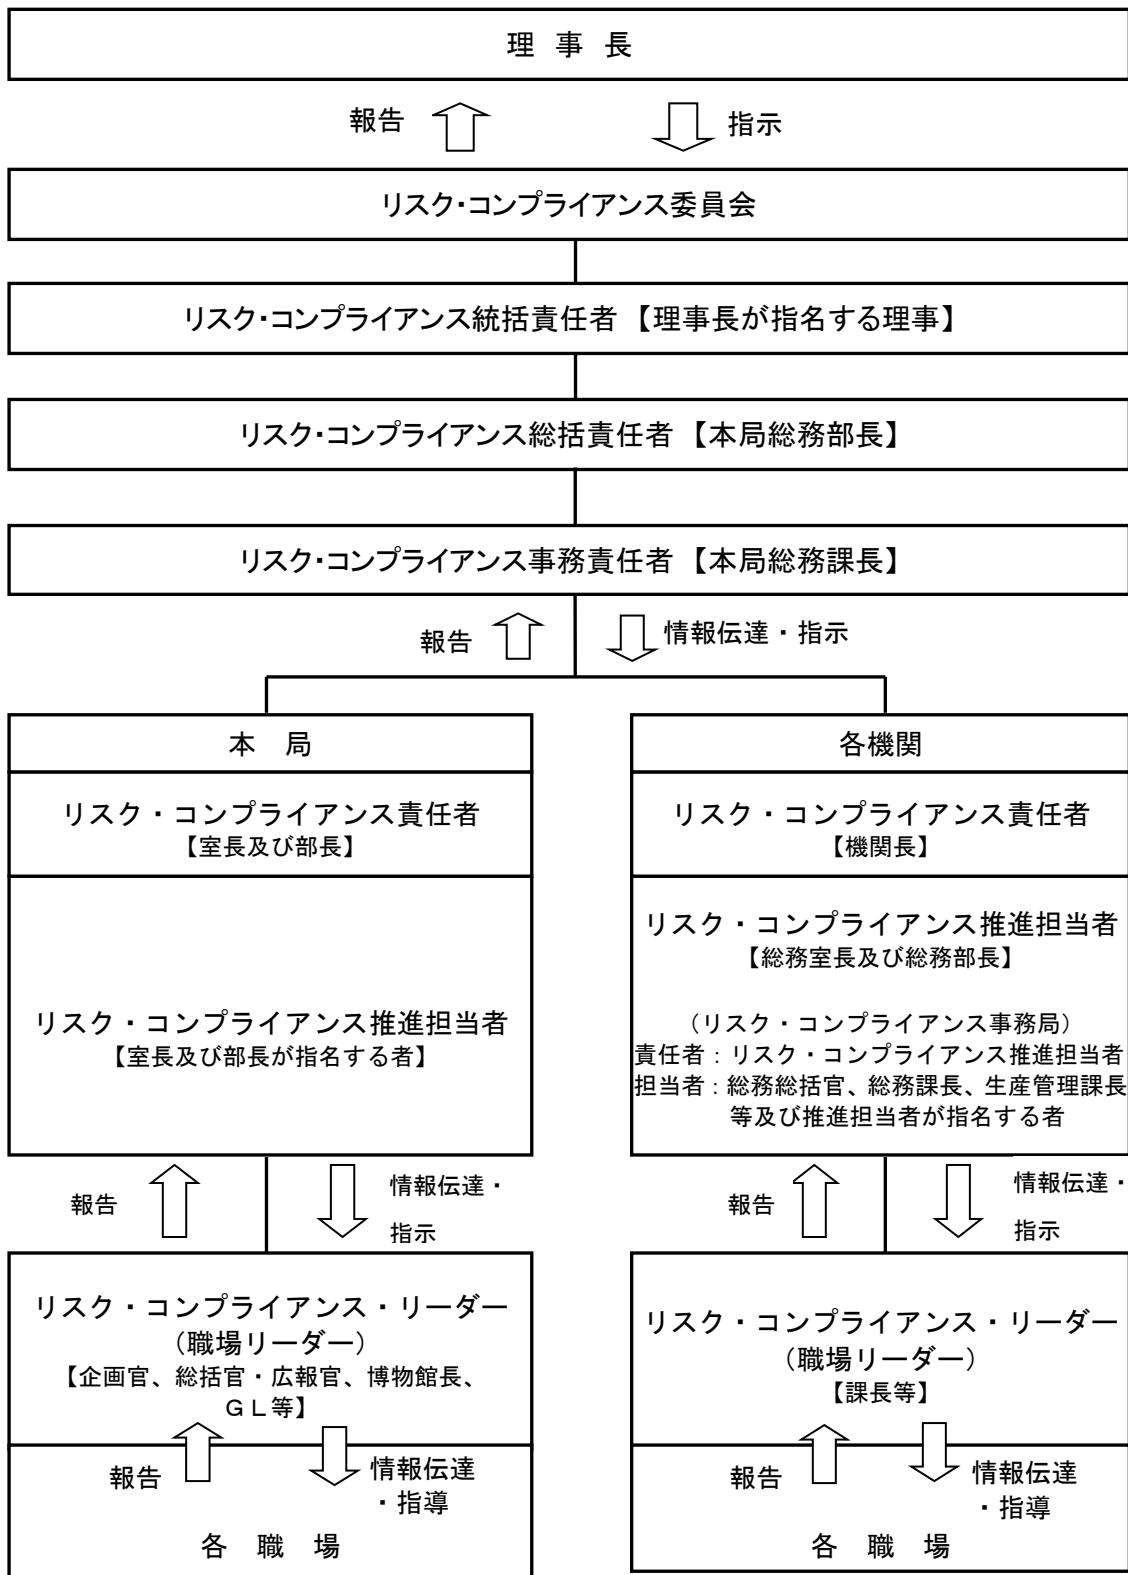 理 事 長
報告
指示
リスク・コンプライアンス委員会
リスク・コンプライアンス統括責任者 【理事長が指名する理事】
リスク・コンプライアンス総括責任者 【本局総務部長】
リスク・コンプライアンス事務責任者 【本局総務課長】
報告
情報伝達・指示
本 局
リスク・コンプライアンス責任者
【室長及び部長】
リスク・コンプライアンス推進担当者
【室長及び部長が指名する者】
報告
情報伝達・
指示
リスク・コンプライアンス・リーダー
（職場リーダー）
【企画官、総括官・広報官、博物館長、
ＧＬ等】
報告
情報伝達
・指導
各 職 場
各機関
リスク・コンプライアンス責任者
【機関長】
リスク・コンプライアンス推進担当者
【総務室長及び総務部長】
（リスク・コンプライアンス事務局）
責任者：リスク・コンプライアンス推進担当者
担当者：総務総括官、総務課長、生産管理課長
等及び推進担当者が指名する者
報告
情報伝達・
指示
リスク・コンプライアンス・リーダー
（職場リーダー）
【課長等】
報告
情報伝達
・指導
各 職 場